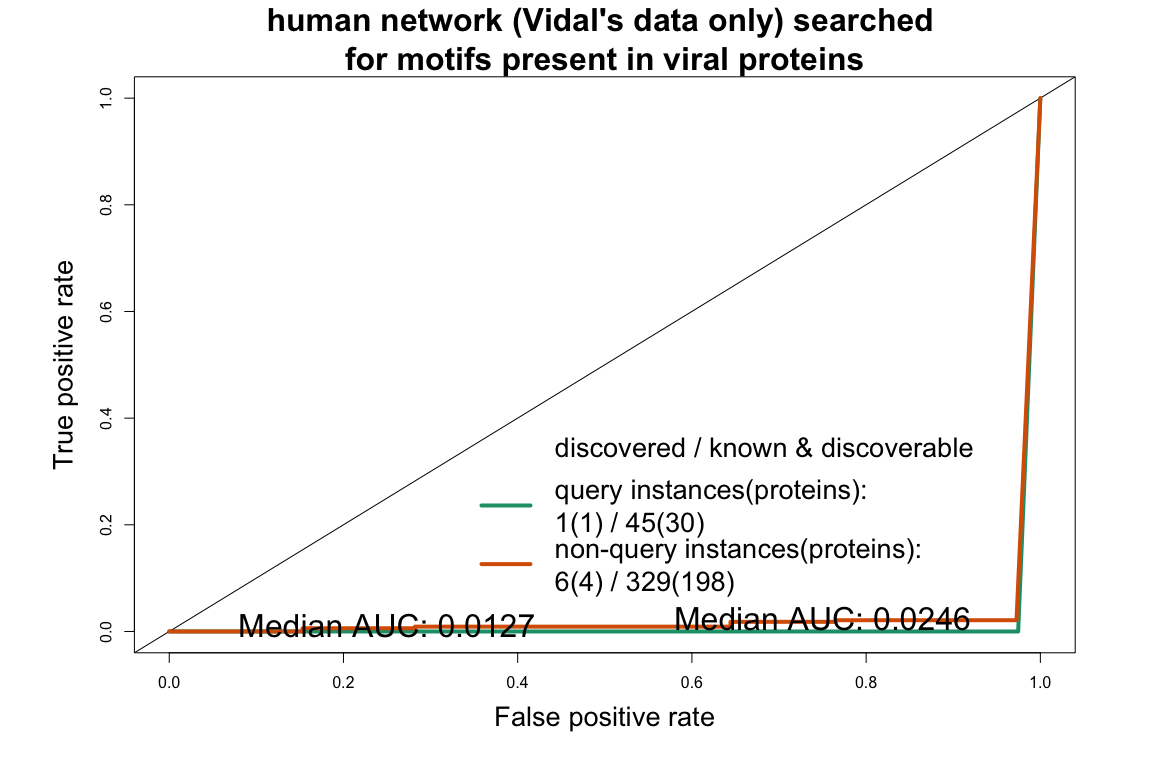 human network (Vidal's data only) searched
for motifs present in viral proteins
True positive rate
1.0
0.8
0.6
0.4
0.2
0.0
discovered / known & discoverable
query instances(proteins):
1(1) / 45(30)
non-query instances(proteins):
6(4) / 329(198)
Median AUC: 0.0127
Median AUC: 0.0246
0.0
0.2
0.4
0.6
0.8
1.0
False positive rate